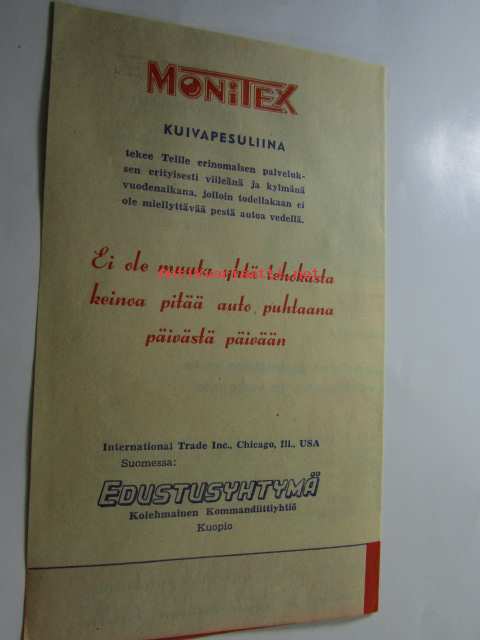 MONITEX
KUIVAPESULIINA
tekee Teille erinomaisen palveluk-
sen erityisesti viileänä ja kylmänä
vuodenaikana, jolloin todellakaan ei
ole miellyttävää pestä autoa vedellä.
Ei ole muuta yhtä tehokasta
keinoa pitää auto puhtaana
päivästä päivään
International Trade Inc., Chicago, Ill., USA
Suomessa:
EDUSTUSYHTYMÄ
Kolehmainen Kommandiittiyhtiö
Kuopio